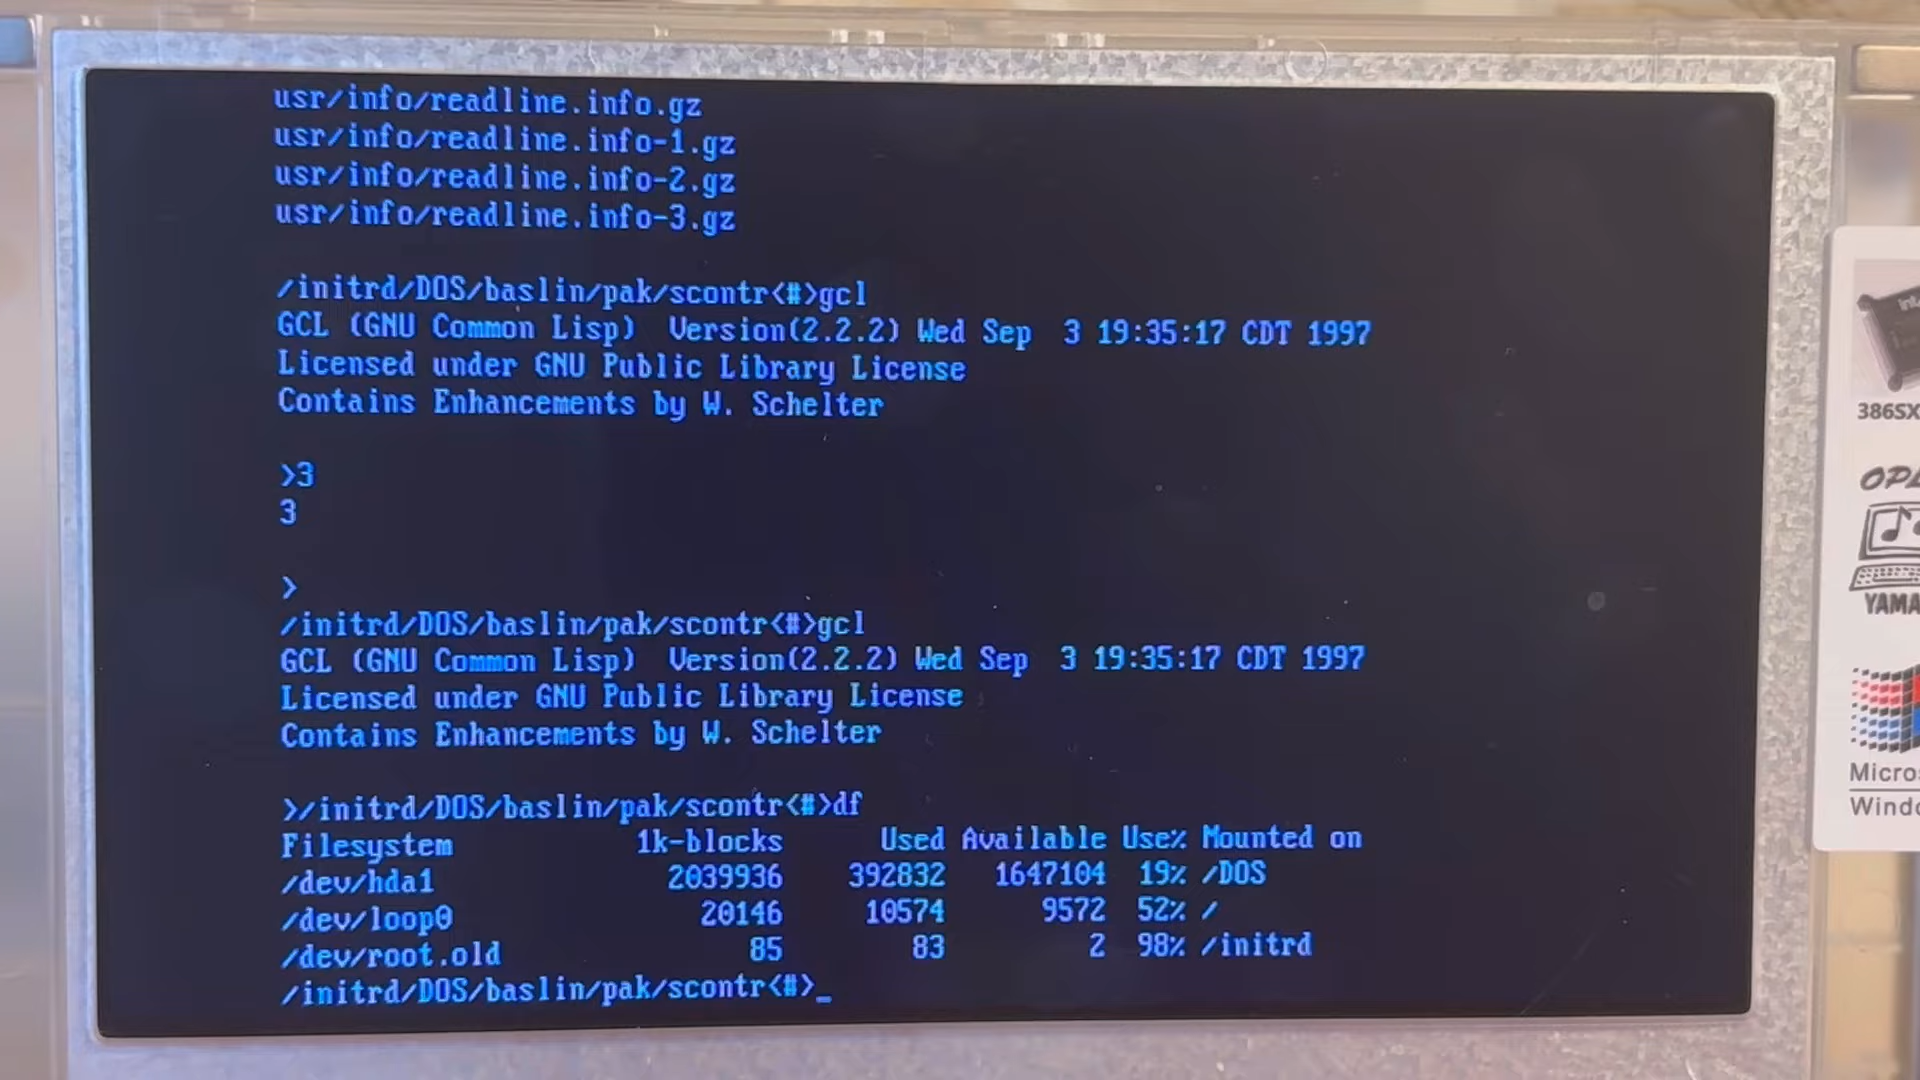 usr/info/readline.info.gz
usr/info/readline.info-1.gz
usr/info/readline.info-2.gz
usr/info/readline.info-3.gz
/initrd/DOS/baslin/pak/scontr<#>gcl
GCL (GNU Common Lisp)  Version(2.2.2) Wed Sep  3 19:35:17 CDT 1997
Licensed under GNU Public Library License
Contains Enhancements by W. Schelter
>3
3
>
/initrd/DOS/baslin/pak/scontr<#>gcl
GCL (GNU Common Lisp)  Version(2.2.2) Wed Sep  3 19:35:17 CDT 1997
Licensed under GNU Public Library License
Contains Enhancements by W. Schelter
>/initrd/DOS/baslin/pak/scontr<#>df
Filesystem           1k-blocks      Used Available Use% Mounted on
/dev/hda1              2039936    392832   1647104  19% /DOS
/dev/loop0               20146     10574      9572  52% /
/dev/root.old               85        83         2  98% /initrd
/initrd/DOS/baslin/pak/scontr<#>_
386SX
OPL
YAMA
Micros
Windo